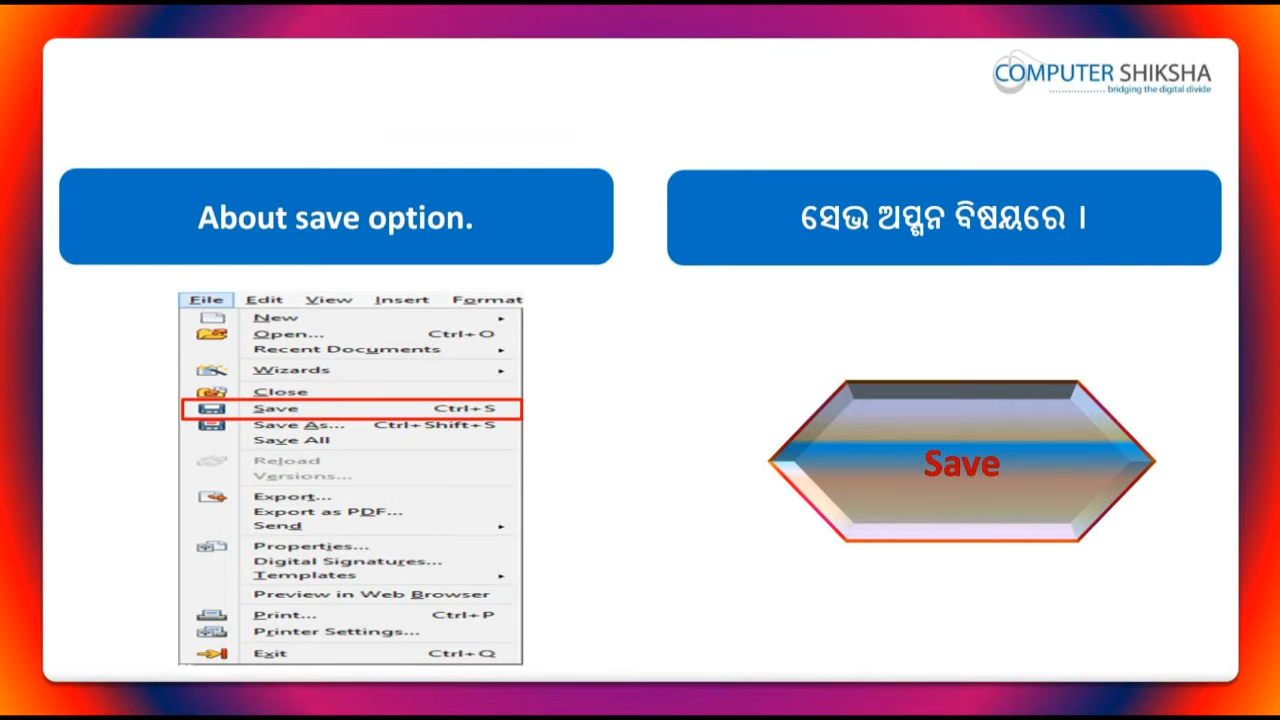 COMPUTER SHIKSHA
bridging the digital divide
About save option.
ସେଭ ଅପ୍ସନ ବିଷୟରେ ।
File Edit View Insert Format
New
Open... Ctrl+O
Recent Documents
Wizards
Close
Save Ctrl+S
Save As... Ctrl+Shift+S
Save All
Reload
Versions...
Export...
Export as PDF...
Send
Properties...
Digital Signatures...
Templates
Preview in Web Browser
Print... Ctrl+P
Printer Settings...
Exit Ctrl+Q
Save